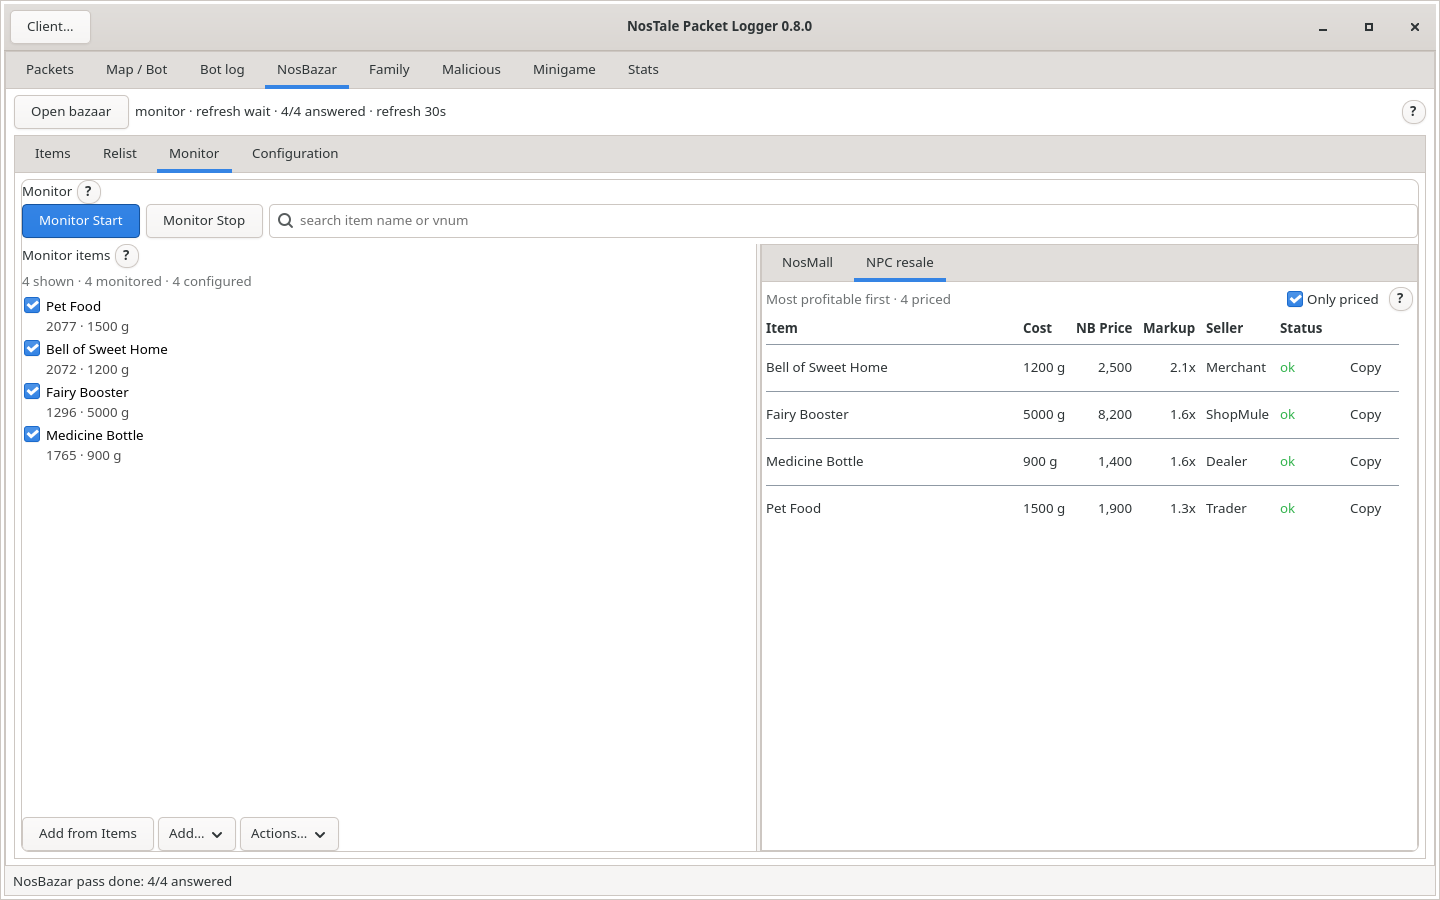 Client...
NosTale Packet Logger 0.8.0
Packets Map / Bot Bot log NosBazar Family Malicious Minigame Stats
Open bazaar monitor · refresh wait · 4/4 answered · refresh 30s ?
Items Relist Monitor Configuration
Monitor ?
Monitor Start Monitor Stop search item name or vnum
Monitor items ?
4 shown · 4 monitored · 4 configured
Pet Food
2077 · 1500 g
Bell of Sweet Home
2072 · 1200 g
Fairy Booster
1296 · 5000 g
Medicine Bottle
1765 · 900 g
Add from Items Add... Actions...
NosMall NPC resale
Most profitable first · 4 priced Only priced ?
Item Cost NB Price Markup Seller Status
Bell of Sweet Home 1200 g 2,500 2.1x Merchant ok Copy
Fairy Booster 5000 g 8,200 1.6x ShopMule ok Copy
Medicine Bottle 900 g 1,400 1.6x Dealer ok Copy
Pet Food 1500 g 1,900 1.3x Trader ok Copy
NosBazar pass done: 4/4 answered